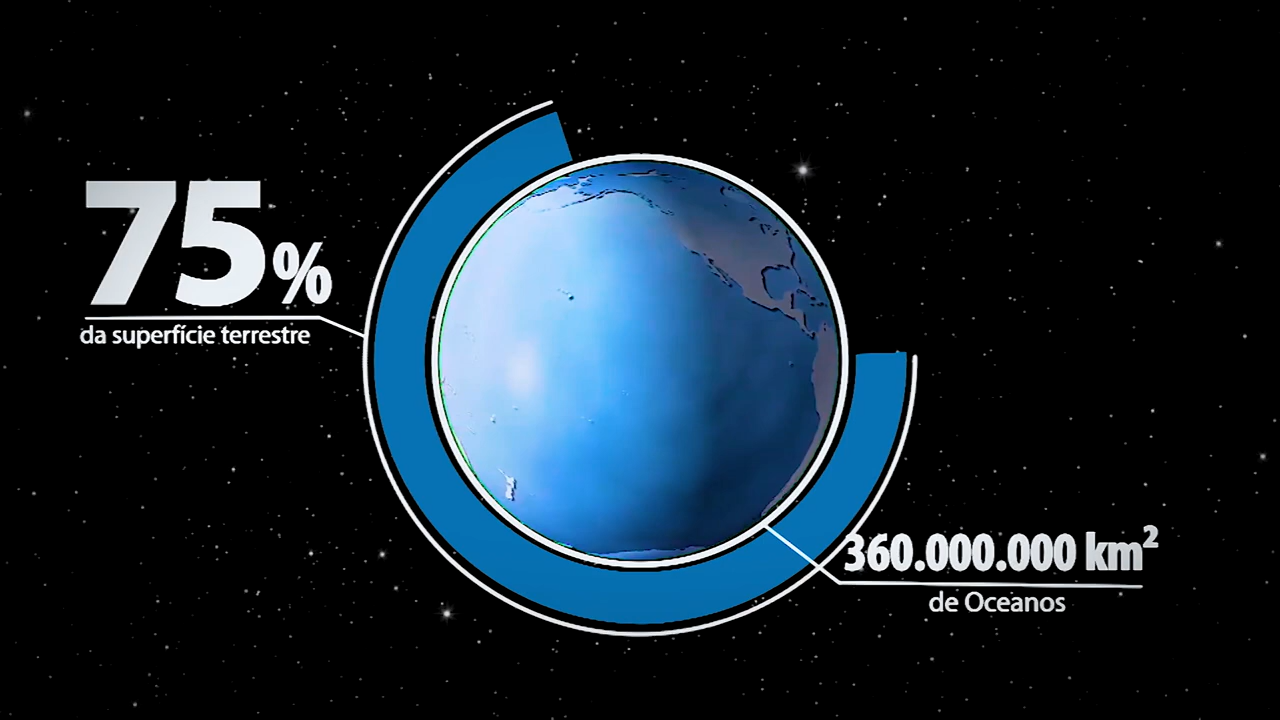 75%
da superfície terrestre
360.000.000 km²
de Oceanos